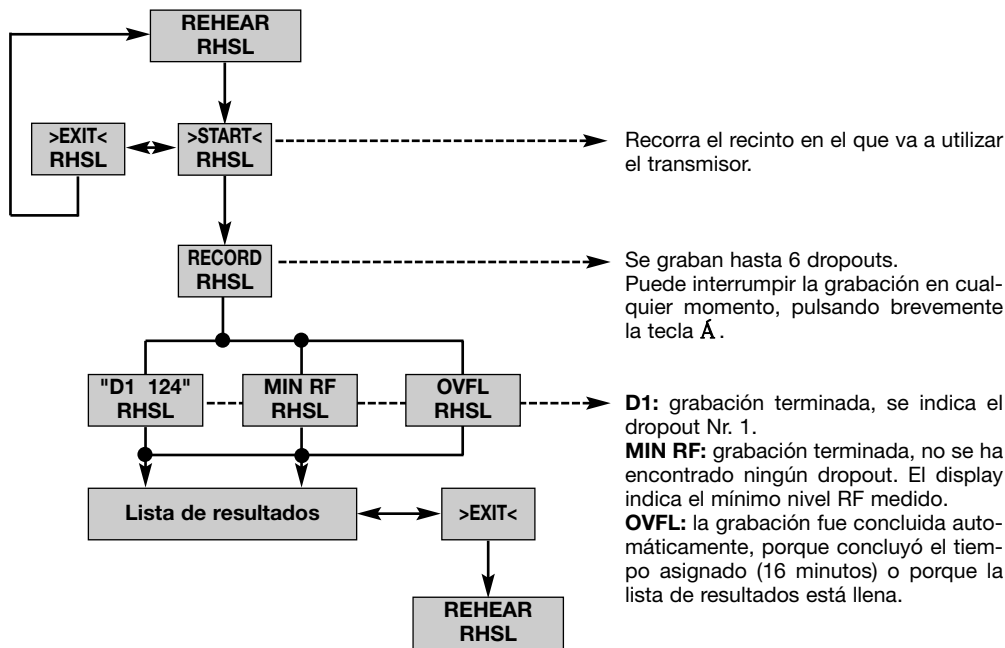 REHEAR
RHSL
>EXIT<
RHSL
>START<
RHSL
Recorra el recinto en el que va a utilizar
el transmisor.
RECORD
RHSL
Se graban hasta 6 dropouts.
Puede interrumpir la grabación en cual-
quier momento, pulsando brevemente
la tecla Á.
"D1 124"
RHSL
MIN RF
RHSL
OVFL
RHSL
D1: grabación terminada, se indica el
dropout Nr. 1.
MIN RF: grabación terminada, no se ha
encontrado ningún dropout. El display
indica el mínimo nivel RF medido.
OVFL: la grabación fue concluida auto-
máticamente, porque concluyó el tiem-
po asignado (16 minutos) o porque la
lista de resultados está llena.
Lista de resultados
>EXIT<
REHEAR
RHSL